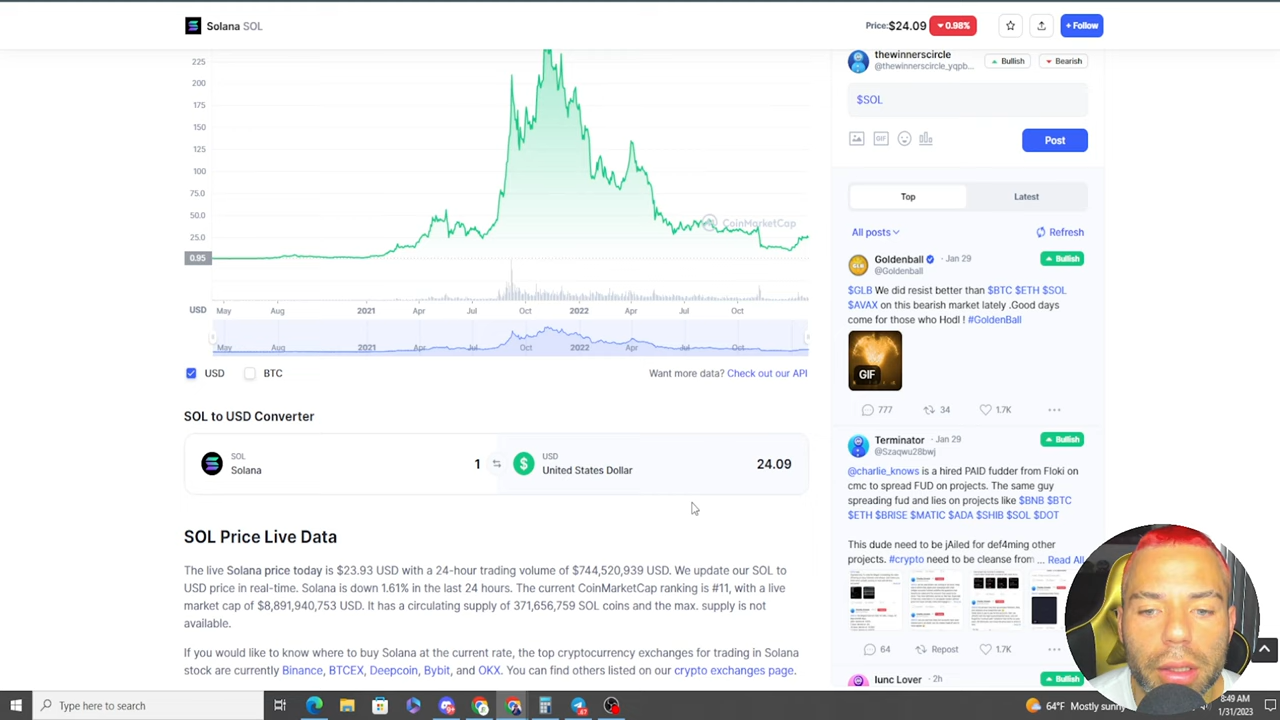 Solana SOL
Price:$24.09 0.98%
+ Follow
225
200
175
150
125
100
75.0
50.0
25.0
0.95
CoinMarketCap
USD
May Aug 2021 Apr Jul Oct 2022 Apr Jul Oct
May Aug 2021 Apr Jul Oct 2022 Apr Jul Oct
USD BTC
Want more data? Check out our API
SOL to USD Converter
SOL
Solana
1
USD
United States Dollar
24.09
SOL Price Live Data
The live Solana price today is USD with a 24-hour trading volume of $744,520,939 USD. We update our SOL to
USD price in real-time. Solana is in the last 24 hours. The current CoinMarketCap ranking is #11, with a live
market cap of USD. It has a circulating supply of SOL coins and the max. supply is not
available.
If you would like to know where to buy Solana at the current rate, the top cryptocurrency exchanges for trading in Solana
stock are currently Binance, BTCEX, Deepcoin, Bybit, and OKX. You can find others listed on our crypto exchanges page.
thewinnerscircle
@thewinnerscircle_yqpb...
Bullish
Bearish
$SOL
GIF
Post
Top
Latest
All posts
Refresh
Goldenball · Jan 29
@Goldenball
Bullish
$GLB We did resist better than $BTC $ETH $SOL
$AVAX on this bearish market lately .Good days
come for those who Hodl ! #GoldenBall
GIF
777 34 1.7K
Terminator · Jan 29
@Szaqwu28bwj
Bullish
@charlie_knows is a hired PAID fudder from Floki on
cmc to spread FUD on projects. The same guy
spreading fud and lies on projects like $BNB $BTC
$ETH $BRISE $MATIC $ADA $SHIB $SOL $DOT
This dude need to be jAiled for def4ming other
projects. #crypto need to be cleanse from ... Read All
64 Repost 1.7K
Iunc Lover · 2h
Bullish
Type here to search
64°F Mostly sunny
8:49 AM
1/31/2023